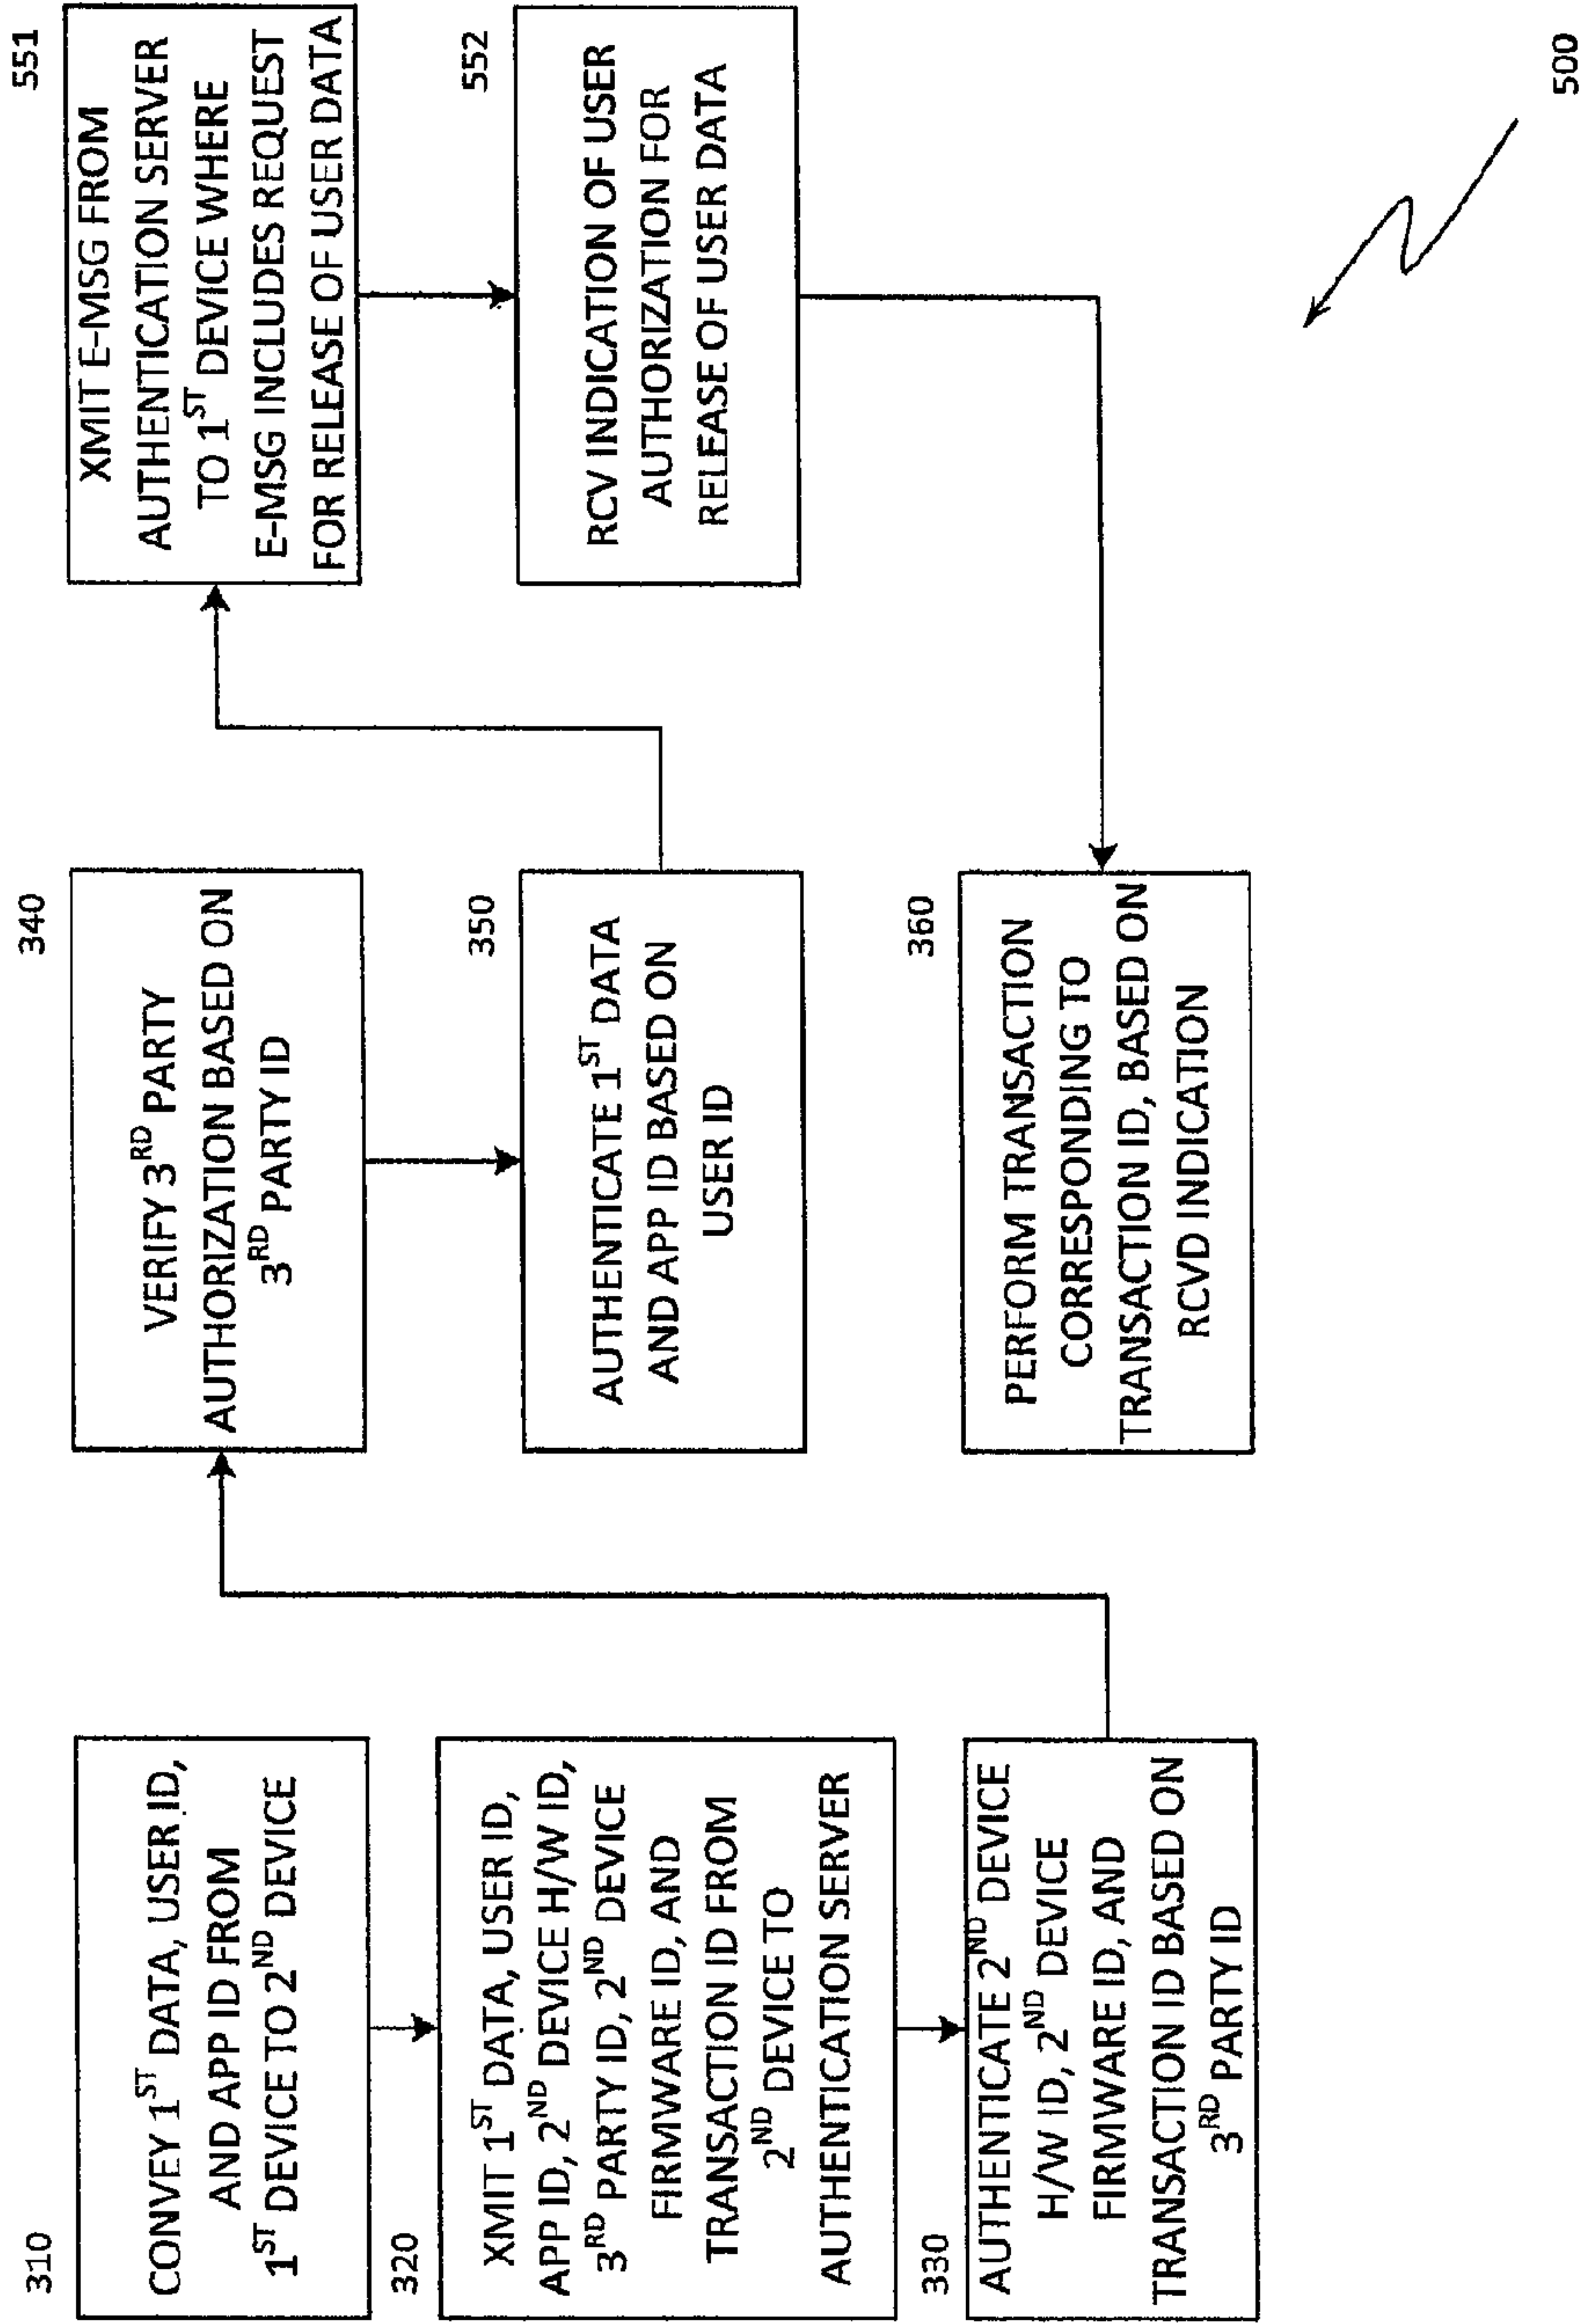 310
CONVEY 1ST DATA, USER ID,
AND APP ID FROM
1ST DEVICE TO 2ND DEVICE
320
XMIT 1ST DATA, USER ID,
APP ID, 2ND DEVICE H/W ID,
3RD PARTY ID, 2ND DEVICE
FIRMWARE ID, AND
TRANSACTION ID FROM
2ND DEVICE TO
AUTHENTICATION SERVER
330
AUTHENTICATE 2ND DEVICE
H/W ID, 2ND DEVICE
FIRMWARE ID, AND
TRANSACTION ID BASED ON
3RD PARTY ID
340
VERIFY 3RD PARTY
AUTHORIZATION BASED ON
3RD PARTY ID
350
AUTHENTICATE 1ST DATA
AND APP ID BASED ON
USER ID
360
PERFORM TRANSACTION
CORRESPONDING TO
TRANSACTION ID, BASED ON
RCVD INDICATION
551
XMIT E-MSG FROM
AUTHENTICATION SERVER
TO 1ST DEVICE WHERE
E-MSG INCLUDES REQUEST
FOR RELEASE OF USER DATA
552
RCV INDICATION OF USER
AUTHORIZATION FOR
RELEASE OF USER DATA
500